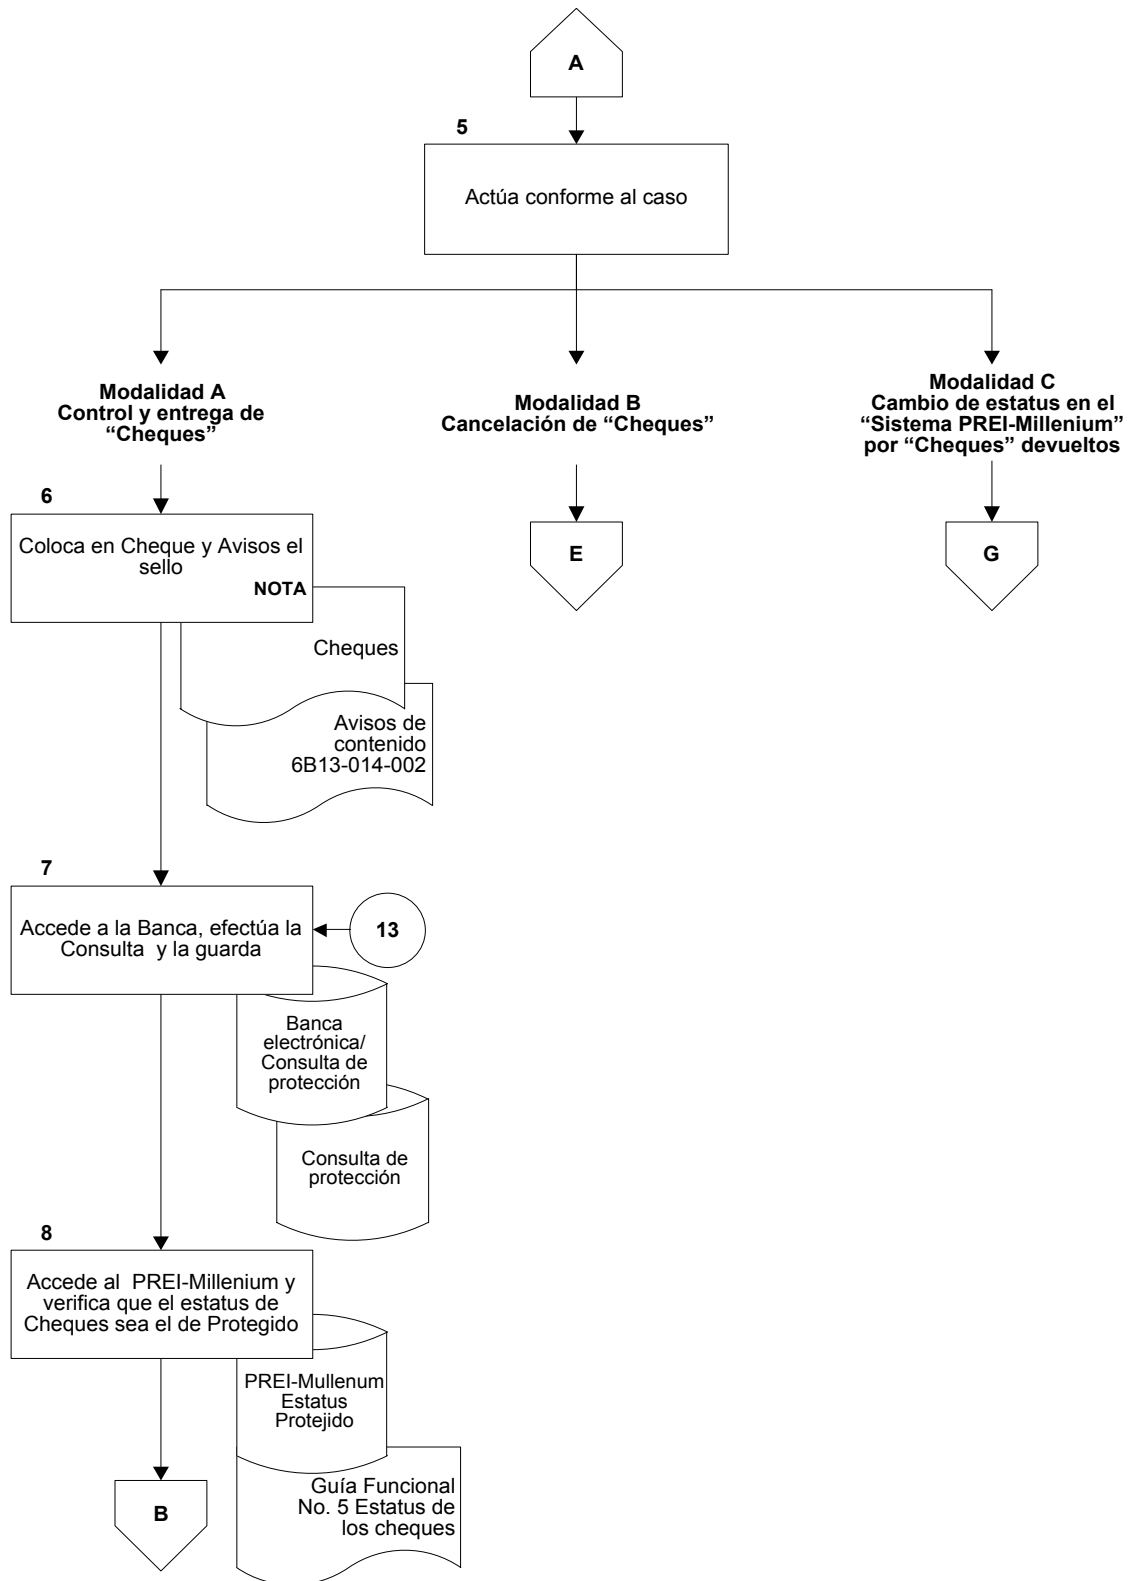 A
5
Actúa conforme al caso
Modalidad A
Control y entrega de
“Cheques”
Modalidad B
Cancelación de “Cheques”
Modalidad C
Cambio de estatus en el
“Sistema PREI-Millenium”
por “Cheques” devueltos
6
Coloca en Cheque y Avisos el
sello
NOTA
E
G
Cheques
Avisos de
contenido
6B13-014-002
7
Accede a la Banca, efectúa la
Consulta y la guarda
13
Banca
electrónica/
Consulta de
protección
Consulta de
protección
8
Accede al PREI-Millenium y
verifica que el estatus de
Cheques sea el de Protegido
PREI-Mullenum
Estatus
Protejido
Guía Funcional
No. 5 Estatus de
los cheques
B